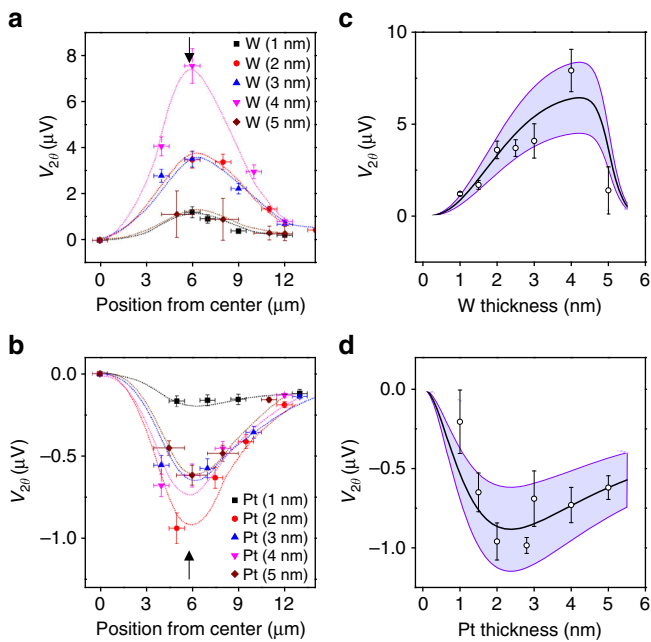 a
V2θ (μV)
8
6
4
2
0
0 3 6 9 12
Position from center (μm)
W (1 nm)
W (2 nm)
W (3 nm)
W (4 nm)
W (5 nm)
c
V2θ (μV)
10
5
0
0 1 2 3 4 5 6
W thickness (nm)
b
V2θ (μV)
0.0
−0.5
−1.0
0 3 6 9 12
Position from center (μm)
Pt (1 nm)
Pt (2 nm)
Pt (3 nm)
Pt (4 nm)
Pt (5 nm)
d
V2θ (μV)
0.0
−0.5
−1.0
0 1 2 3 4 5 6
Pt thickness (nm)